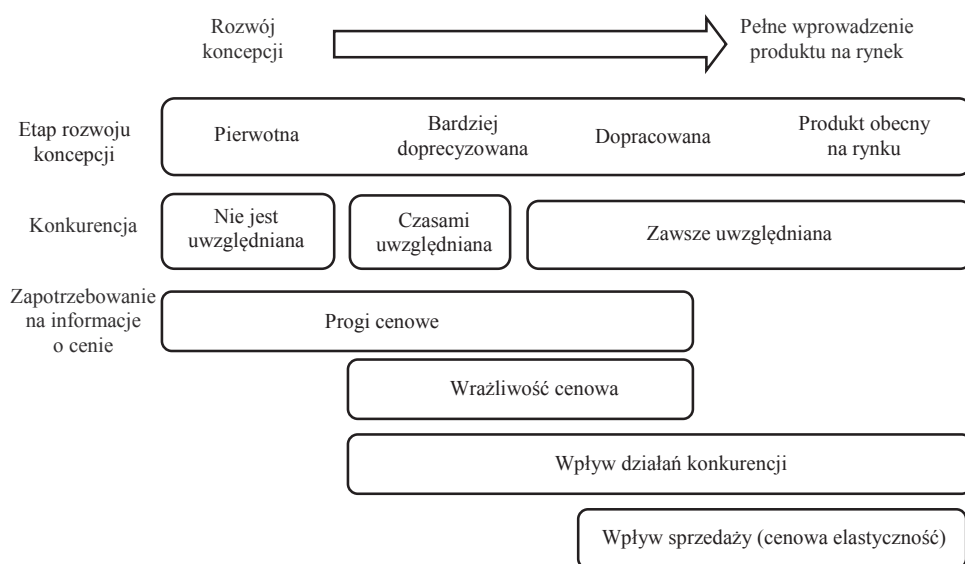 Rozwój
koncepcji
Pełne wprowadzenie
produktu na rynek
Etap rozwoju
koncepcji
Pierwotna
Bardziej
doprecyzowana
Dopracowana
Produkt obecny
na rynku
Konkurencja
Nie jest
uwzględniana
Czasami
uwzględniana
Zawsze uwzględniana
Zapotrzebowanie
na informacje
o cenie
Progi cenowe
Wrażliwość cenowa
Wpływ działań konkurencji
Wpływ sprzedaży (cenowa elastyczność)